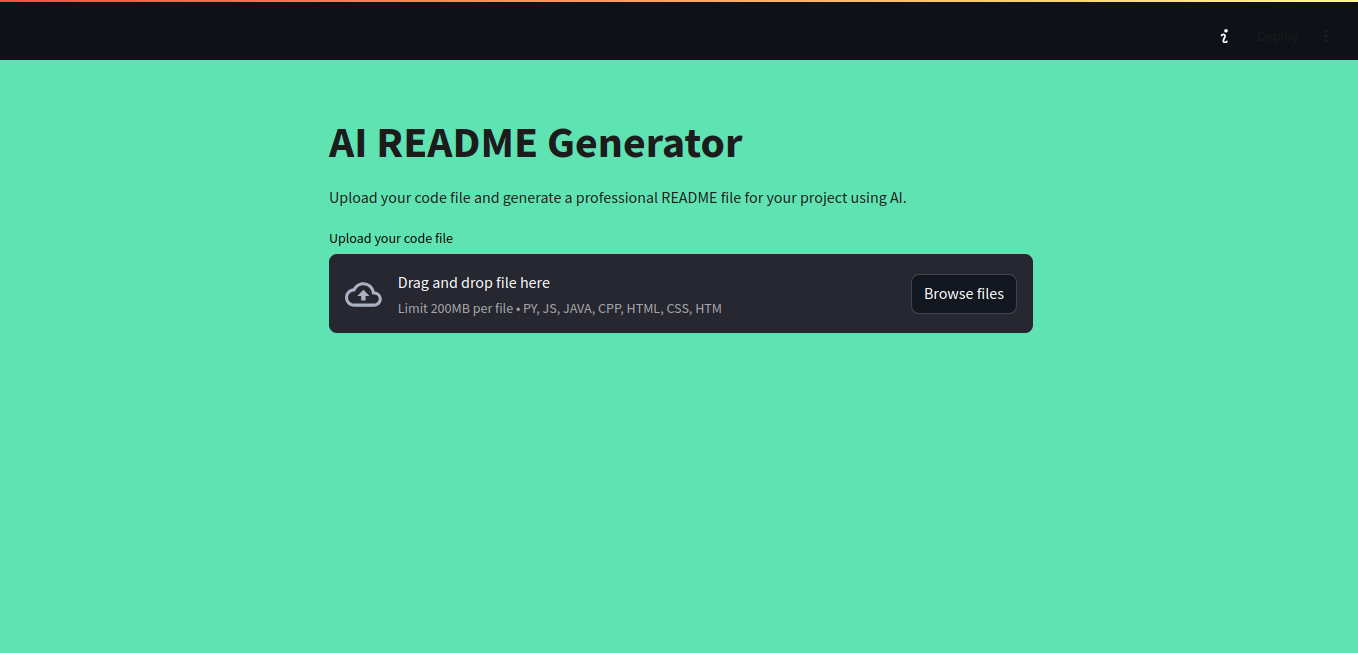 Deploy
AI README Generator
Upload your code file and generate a professional README file for your project using AI.
Upload your code file
Drag and drop file here
Limit 200MB per file • PY, JS, JAVA, CPP, HTML, CSS, HTM
Browse files